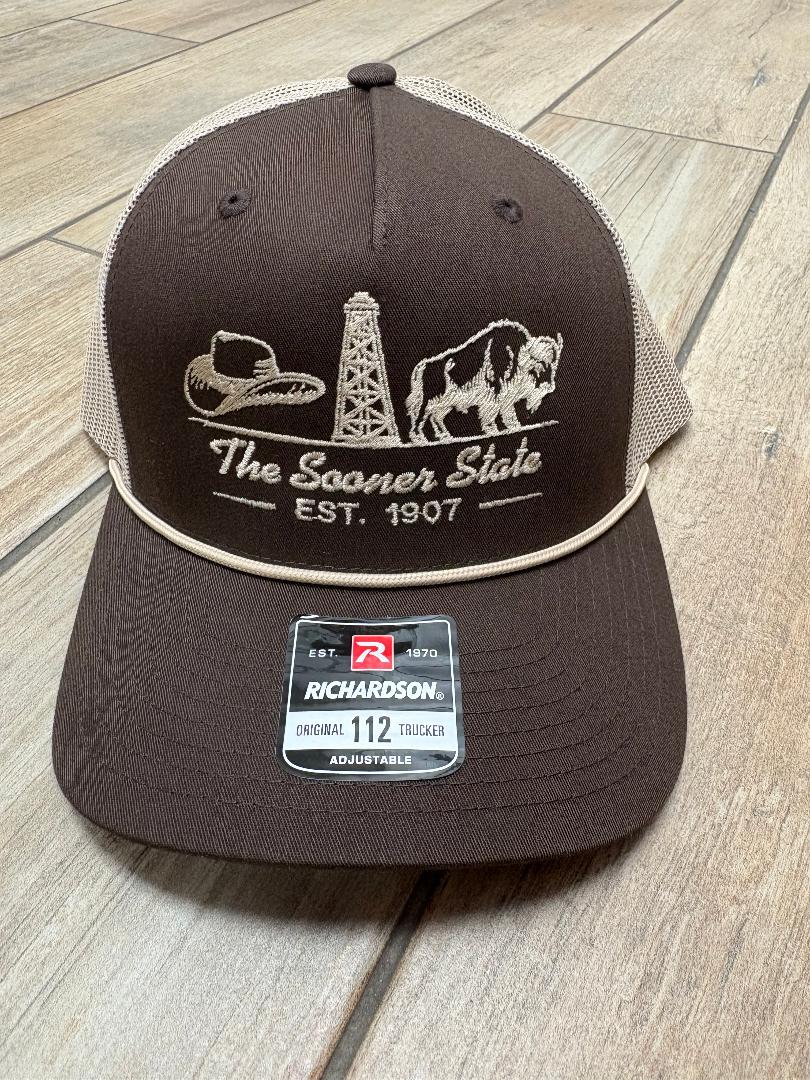 The Sooner State
EST. 1907
EST. R 1970
RICHARDSON®
ORIGINAL 112 TRUCKER
ADJUSTABLE